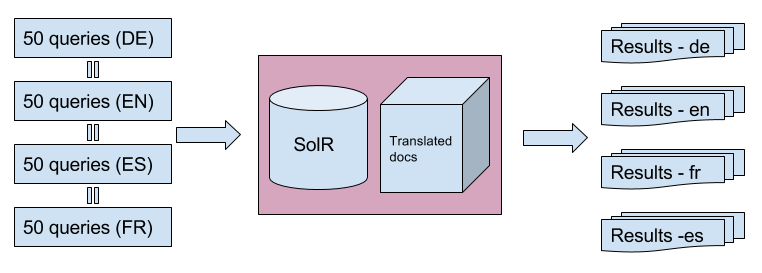 50 queries (DE)
50 queries (EN)
50 queries (ES)
50 queries (FR)
SolR
Translated
docs
Results - de
Results - en
Results - fr
Results -es